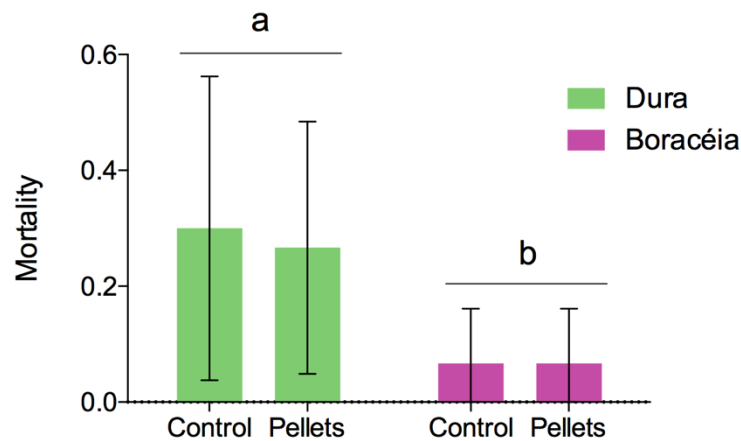 a
0.6
Dura
Boracéia
0.4
Mortality
b
0.2
0.0
Control Pellets Control Pellets